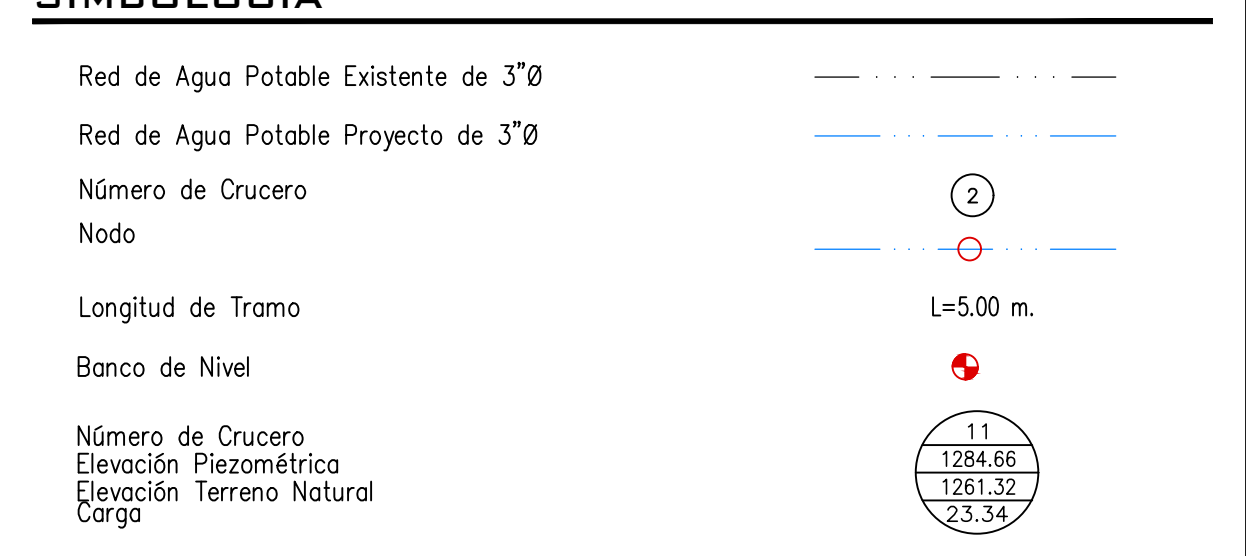 SIMBOLOGIA
Red de Agua Potable Existente de 3"Ø
Red de Agua Potable Proyecto de 3"Ø
Número de Crucero
2
Nodo
Longitud de Tramo
L=5.00 m.
Banco de Nivel
Número de Crucero
11
Elevación Piezométrica
1284.66
Elevación Terreno Natural
1261.32
Carga
23.34